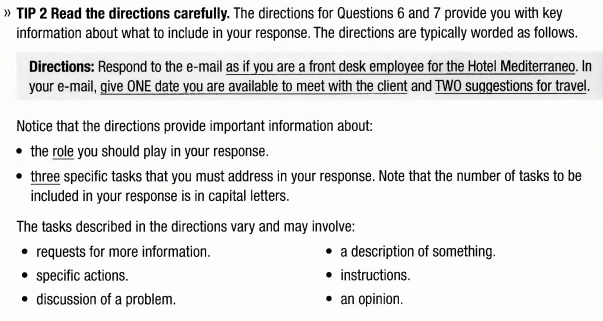 » TIP 2 Read the directions carefully. The directions for Questions 6 and 7 provide you with key
information about what to include in your response. The directions are typically worded as follows.
Directions: Respond to the e-mail as if you are a front desk employee for the Hotel Mediterraneo. In
your e-mail, give ONE date you are available to meet with the client and TWO suggestions for travel.
Notice that the directions provide important information about:
• the role you should play in your response.
• three specific tasks that you must address in your response. Note that the number of tasks to be
included in your response is in capital letters.
The tasks described in the directions vary and may involve:
• requests for more information.
• specific actions.
• discussion of a problem.
• a description of something.
• instructions.
• an opinion.